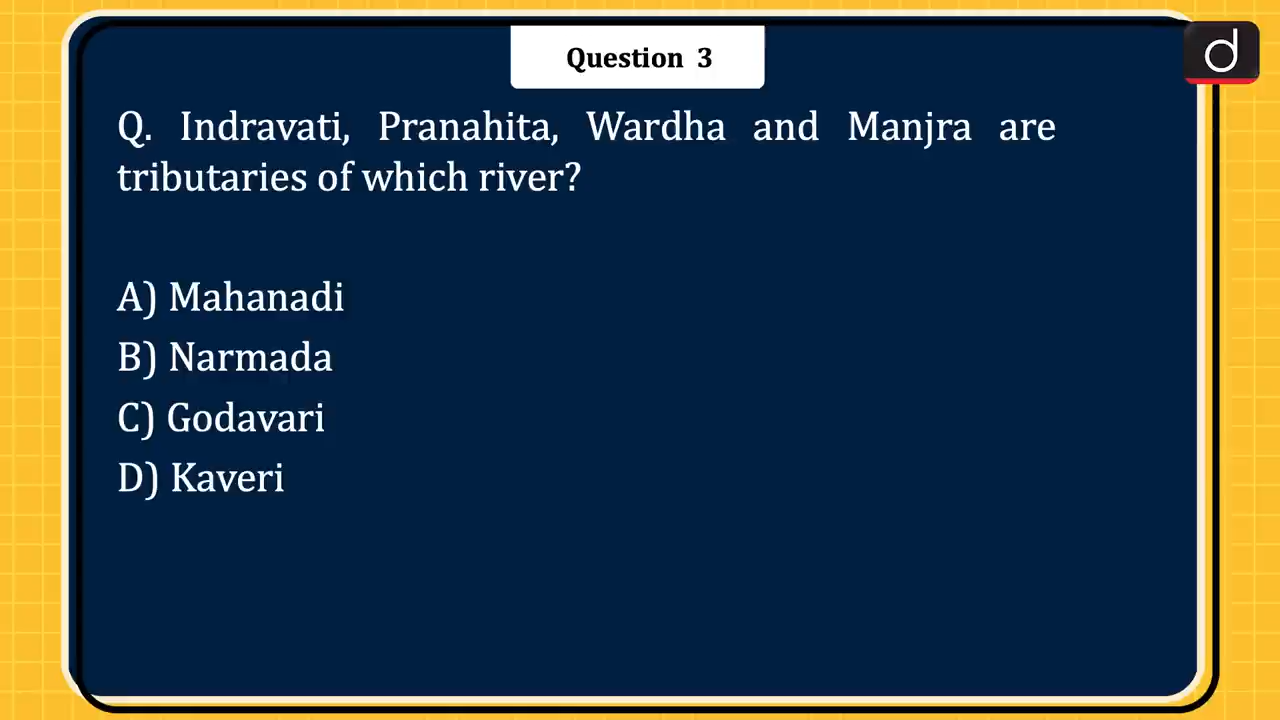 Question 3
d
Q. Indravati, Pranahita, Wardha and Manjra are
tributaries of which river?
A) Mahanadi
B) Narmada
C) Godavari
D) Kaveri